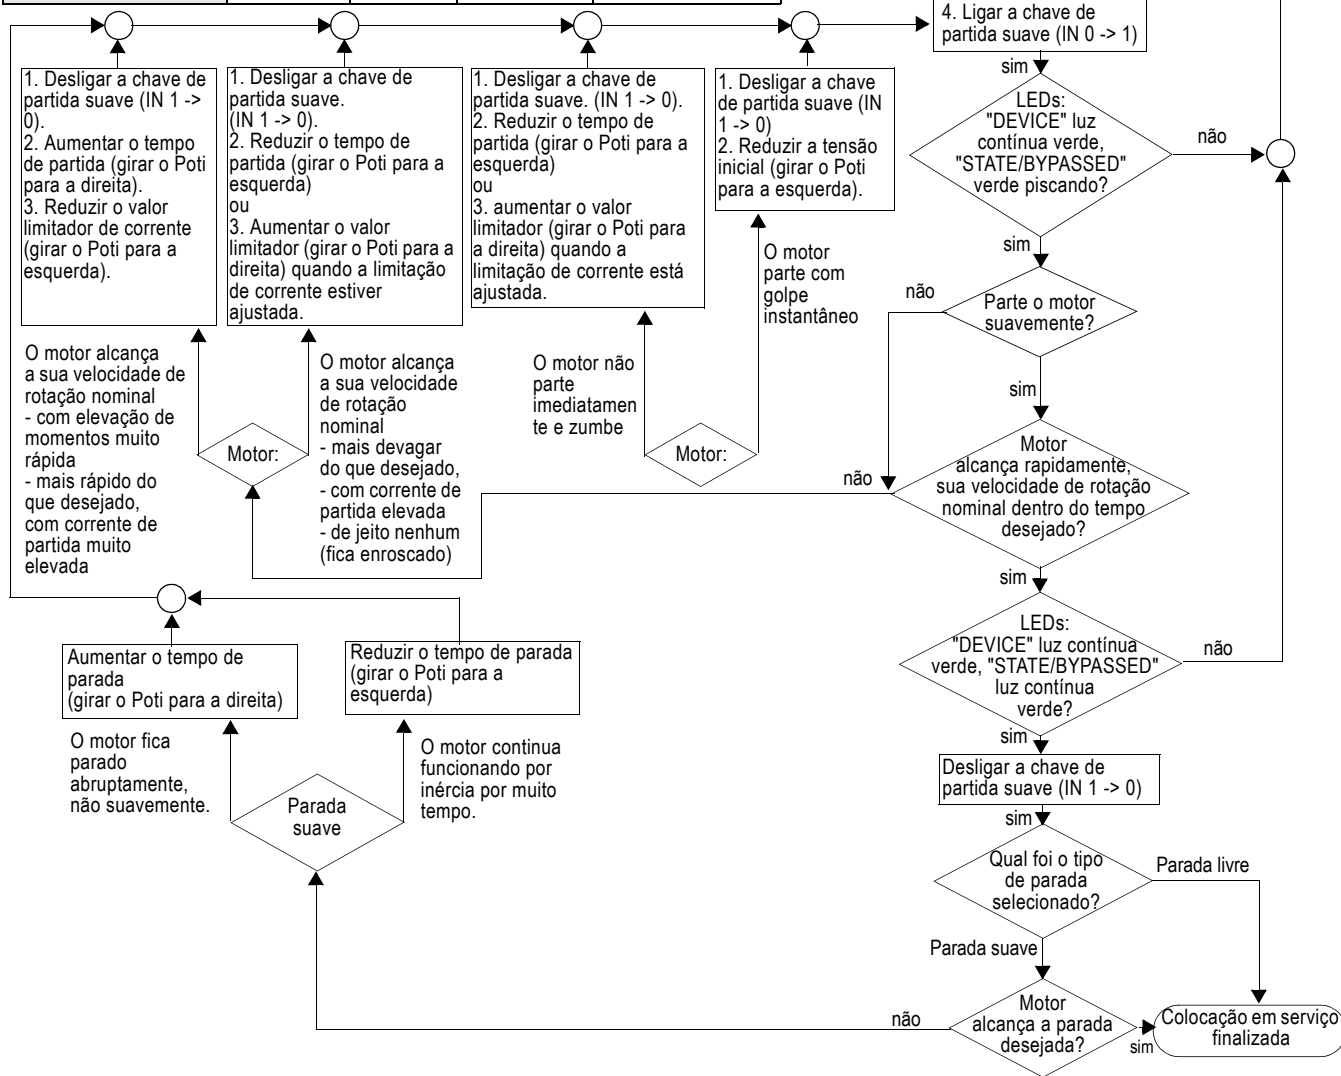 4. Ligar a chave de
partida suave (IN 0 -> 1)
sim
1. Desligar a chave de
partida suave (IN 1 ->
0).
2. Aumentar o tempo
de partida (girar o Poti
para a direita).
3. Reduzir o valor
limitador de corrente
(girar o Poti para a
esquerda).
1. Desligar a chave de
partida suave.
(IN 1 -> 0).
2. Reduzir o tempo de
partida (girar o Poti para a
esquerda)
ou
3. Aumentar o valor
limitador (girar o Poti para a
direita) quando a limitação
de corrente estiver
ajustada.
1. Desligar a chave de
partida suave. (IN 1 -> 0).
2. Reduzir o tempo de
partida (girar o Poti para a
esquerda)
ou
3. aumentar o valor
limitador (girar o Poti para
a direita) quando a
limitação de corrente está
ajustada.
1. Desligar a chave
de partida suave (IN
1 -> 0)
2. Reduzir a tensão
inicial (girar o Poti
para a esquerda).
LEDs:
"DEVICE" luz
contínua verde,
"STATE/BYPASSED"
verde piscando?
não
sim
O motor
parte com
golpe
instantâneo
não
Parte o motor
suavemente?
sim
O motor alcança
a sua velocidade de
rotação nominal
- com elevação de
momentos muito
rápida
- mais rápido do
que desejado,
com corrente de
partida muito
elevada
Motor:
O motor alcança
a sua velocidade
de rotação
nominal
- mais devagar
do que desejado,
- com corrente de
partida elevada
- de jeito nenhum
(fica enroscado)
O motor não
parte
imediatamen
te e zumbe
Motor:
não
Motor
alcança rapidamente,
sua velocidade de rotação
nominal dentro do tempo
desejado?
sim
LEDs:
"DEVICE" luz contínua
verde, "STATE/BYPASSED"
luz contínua
verde?
não
sim
Aumentar o tempo de
parada
(girar o Poti para a direita)
Reduzir o tempo de parada
(girar o Poti para a
esquerda)
O motor fica
parado
abruptamente,
não suavemente.
O motor continua
funcionando por
inércia por muito
tempo.
Parada
suave
Desligar a chave de
partida suave (IN 1 -> 0)
sim
Qual foi o tipo
de parada
selecionado?
Parada livre
Parada suave
não
Motor
alcança a parada
desejada?
sim
Colocação em serviço
finalizada